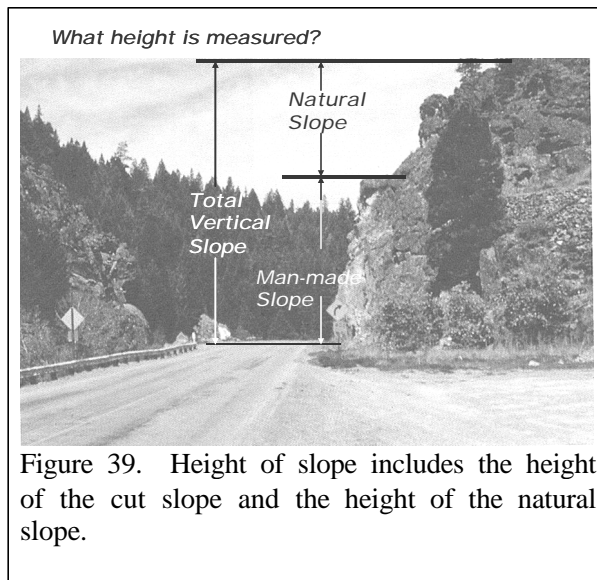 What height is measured?
Natural
Slope
Total
Vertical
Slope
Man-made
Slope
Figure 39. Height of slope includes the height
of the cut slope and the height of the natural
slope.